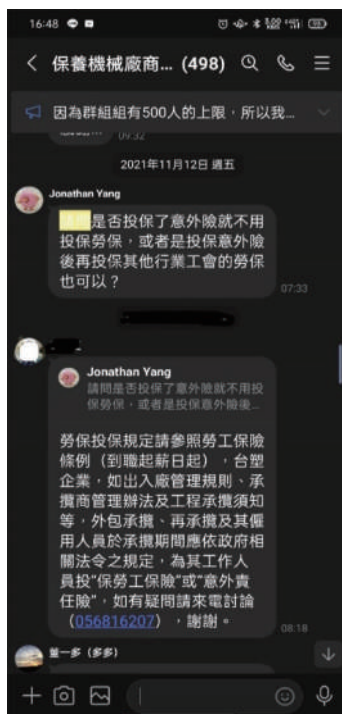 16:48
保養機械廠商... (498)
因為群組組有500人的上限，所以我...
09:32
2021年11月12日 週五
Jonathan Yang
是否投保了意外險就不用
投保勞保，或者是投保意外險
後再投保其他行業工會的勞保
也可以？
07:33
Jonathan Yang
請問是否投保了意外險就不用投
保勞保，或者是投保意外險後...
勞保投保規定請參照勞工保險
條例（到職起薪日起），台塑
企業，如出入廠管理規則、承
攬商管理辦法及工程承攬須知
等，外包承攬、再承攬及其僱
用人員於承攬期間應依政府相
關法令之規定，為其工作人
員投"保勞工保險"或"意外責
任險"，如有疑問請來電討論
（056816207），謝謝。
08:18
董一多（多多）